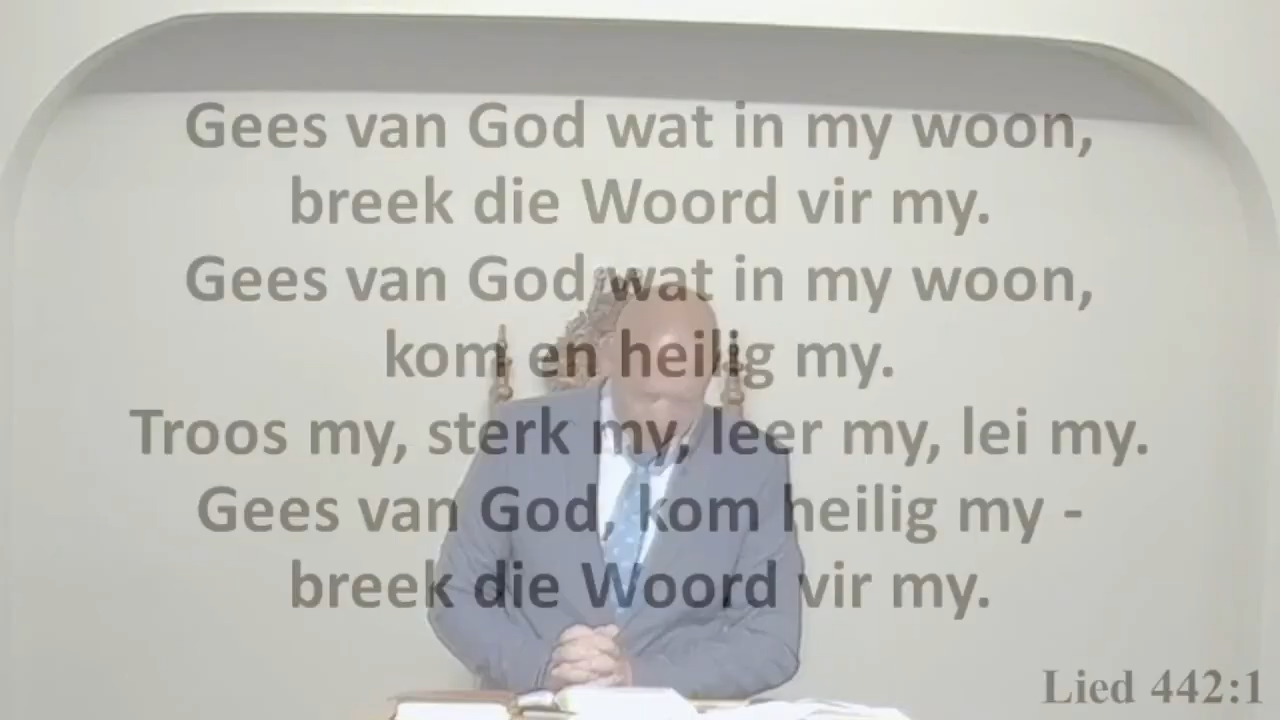 Gees van God wat in my woon,
breek die Woord vir my.
Gees van God wat in my woon,
kom en heilig my.
Troos my, sterk my, leer my, lei my.
Gees van God, kom heilig my -
breek die Woord vir my.
Lied 442:1